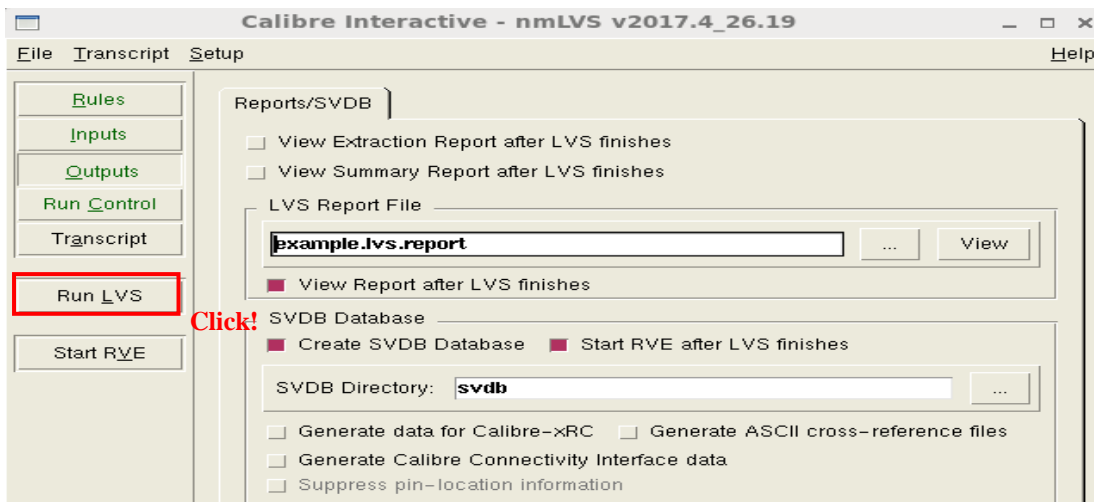 Calibre Interactive - nmLVS v2017.4_26.19
File Transcript Setup Help
Rules
Inputs
Outputs
Run Control
Transcript
Run LVS
Click!
Start RVE
Reports/SVDB
View Extraction Report after LVS finishes
View Summary Report after LVS finishes
LVS Report File
example.lvs.report ... View
View Report after LVS finishes
SVDB Database
Create SVDB Database Start RVE after LVS finishes
SVDB Directory: svdb ...
Generate data for Calibre-xRC Generate ASCII cross-reference files
Generate Calibre Connectivity Interface data
Suppress pin-location information